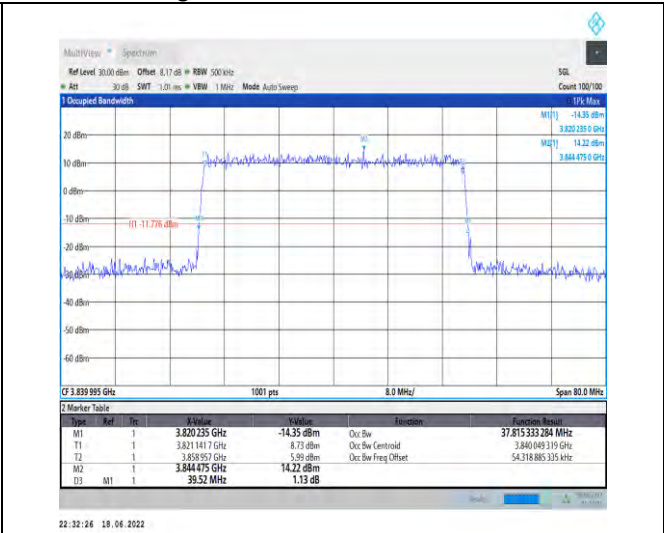 MultiView Spectrum
Ref Level 30.00 dBm Offset 8.17 dB RBW 500 kHz SGL
Att 30 dB SWT 1.01 ms VBW 1 MHz Mode Auto Sweep Count 100/100
1 Occupied Bandwidth 1Pk Max
M1[1] -14.35 dBm
3.820 235 0 GHz
M2[1] 14.22 dBm
3.844 475 0 GHz
20 dBm
10 dBm
0 dBm
-10 dBm
H1 -11.776 dBm
-20 dBm
-30 dBm
-40 dBm
-50 dBm
-60 dBm
CF 3.839 995 GHz 1001 pts 8.0 MHz/ Span 80.0 MHz
2 Marker Table
Type Ref Trc X-Value Y-Value Function Function Result
M1 1 3.820 235 GHz -14.35 dBm Occ Bw 37.815 333 284 MHz
T1 1 3.821 141 7 GHz 8.73 dBm Occ Bw Centroid 3.840 049 319 GHz
T2 1 3.858 957 GHz 5.99 dBm Occ Bw Freq Offset 54.318 885 335 kHz
M2 1 3.844 475 GHz 14.22 dBm
D3 M1 1 39.52 MHz 1.13 dB
22:32:26 18.06.2022